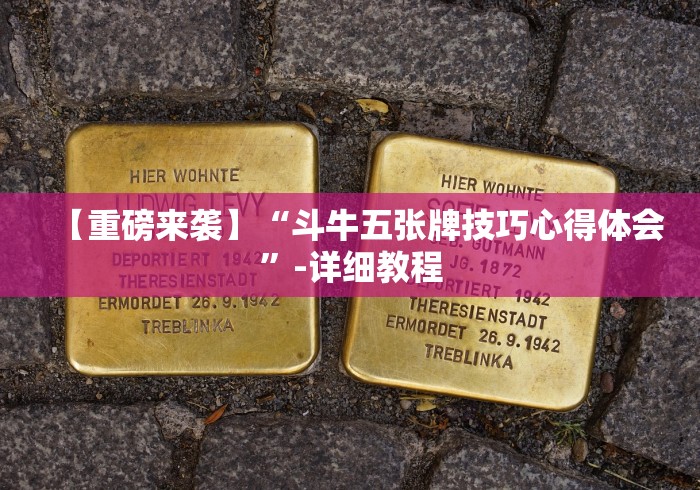 HIER WOHNTE
LUDWIG LEVY
DEPORTIERT 1942
THERESIENSTADT
ERMORDET 26.9.1942
TREBLINKA
HIER WOHNTE
GEB. GUTMANN
JG. 1872
DEPORTIERT 1942
THERESIENSTADT
ERMORDET 26.9.1942
TREBLINKA
【重磅来袭】“斗牛五张牌技巧心得体会
”-详细教程